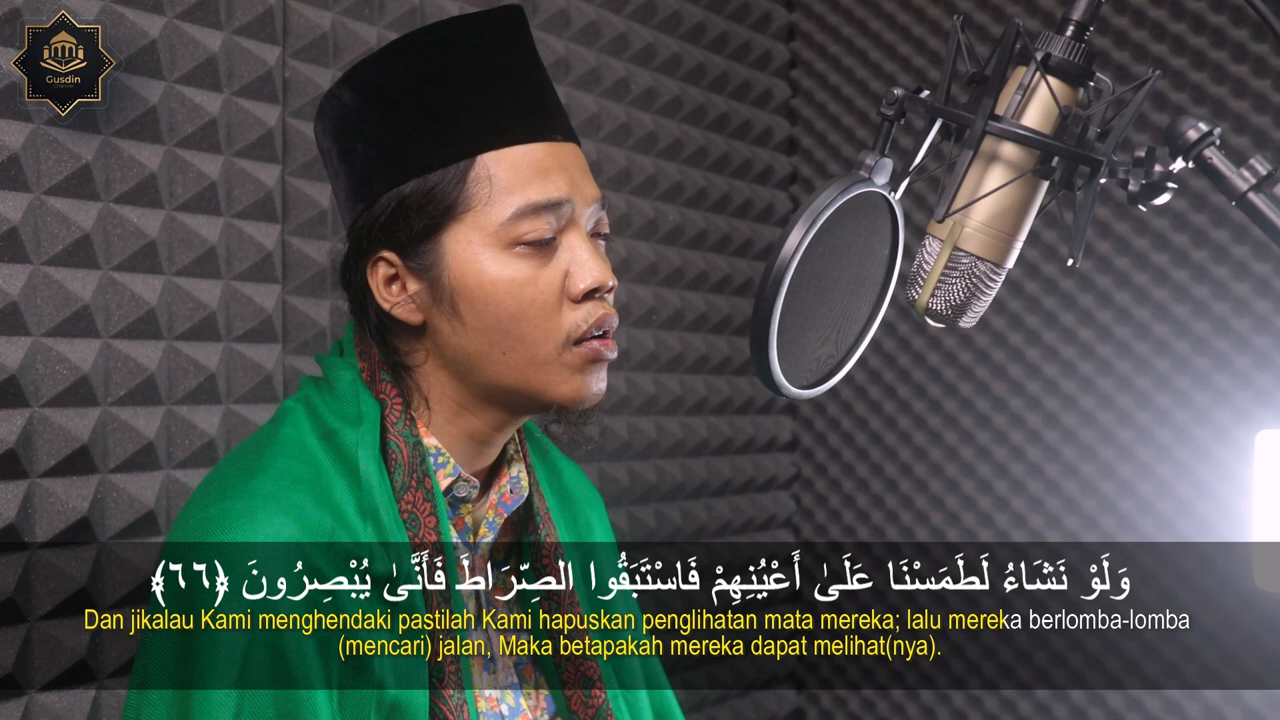 Gusdin
Channel
وَلَوْ نَشَاءُ لَطَمَسْنَا عَلَىٰ أَعْيُنِهِمْ فَاسْتَبَقُوا الصِّرَاطَ فَأَنَّىٰ يُبْصِرُونَ ﴿٦٦﴾
Dan jikalau Kami menghendaki pastilah Kami hapuskan penglihatan mata mereka; lalu mereka berlomba-lomba
(mencari) jalan, Maka betapakah mereka dapat melihat(nya).